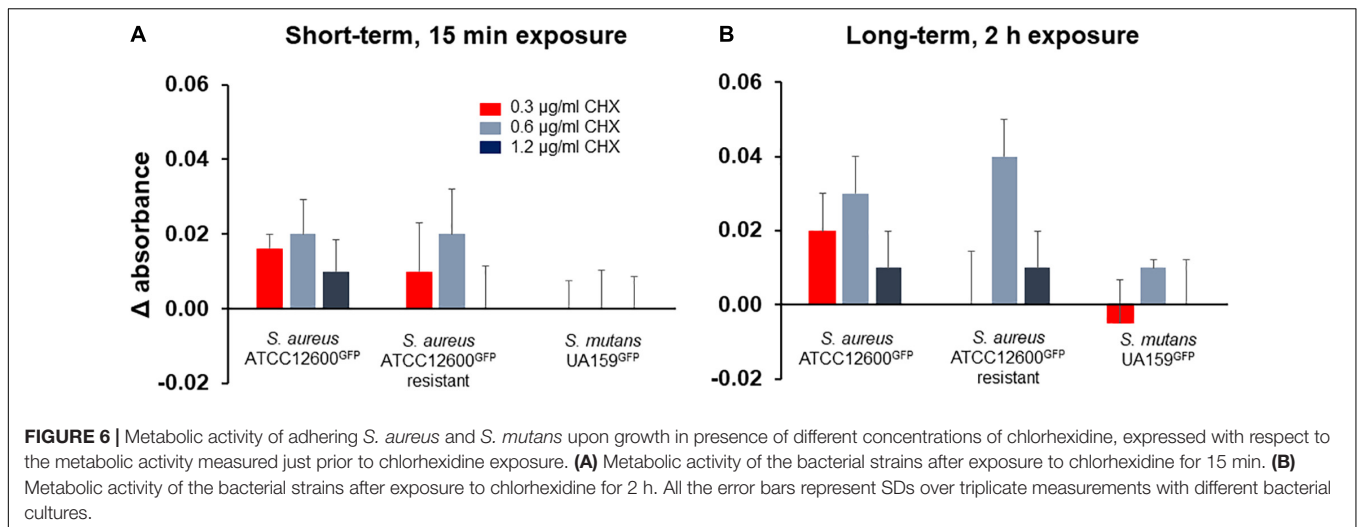 A Short-term, 15 min exposure
0.06
0.04
0.02
0.00
-0.02
Δ absorbance
0.3 µg/ml CHX
0.6 µg/ml CHX
1.2 µg/ml CHX
S. aureus
ATCC12600GFP
S. aureus
ATCC12600GFP
resistant
S. mutans
UA159GFP
B Long-term, 2 h exposure
0.06
0.04
0.02
0.00
-0.02
S. aureus
ATCC12600GFP
S. aureus
ATCC12600GFP
resistant
S. mutans
UA159GFP
FIGURE 6 | Metabolic activity of adhering S. aureus and S. mutans upon growth in presence of different concentrations of chlorhexidine, expressed with respect to
the metabolic activity measured just prior to chlorhexidine exposure. (A) Metabolic activity of the bacterial strains after exposure to chlorhexidine for 15 min. (B)
Metabolic activity of the bacterial strains after exposure to chlorhexidine for 2 h. All the error bars represent SDs over triplicate measurements with different bacterial
cultures.